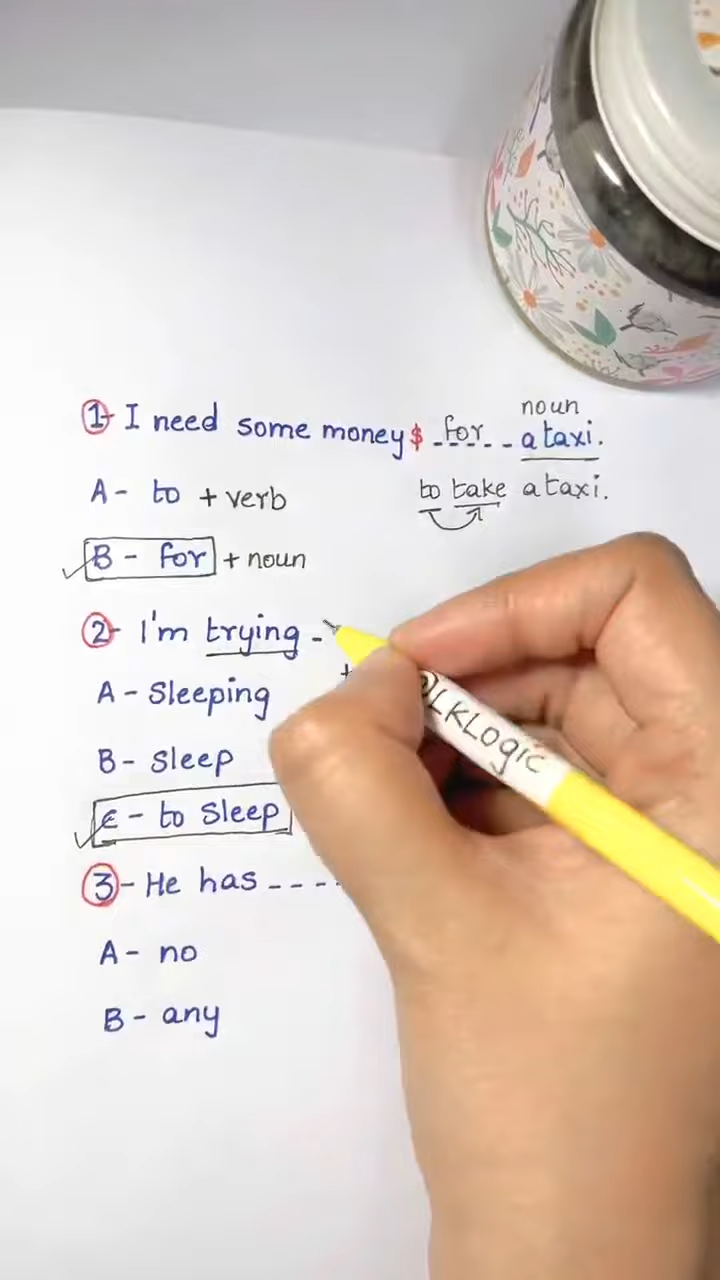 noun
1- I need some money$ for a taxi.
A - to + verb
to take a taxi.
B - for + noun
2- I'm trying -
+
A - Sleeping
B - sleep
C - to Sleep
3 - He has ----
A - no
B - any
@LKLogic